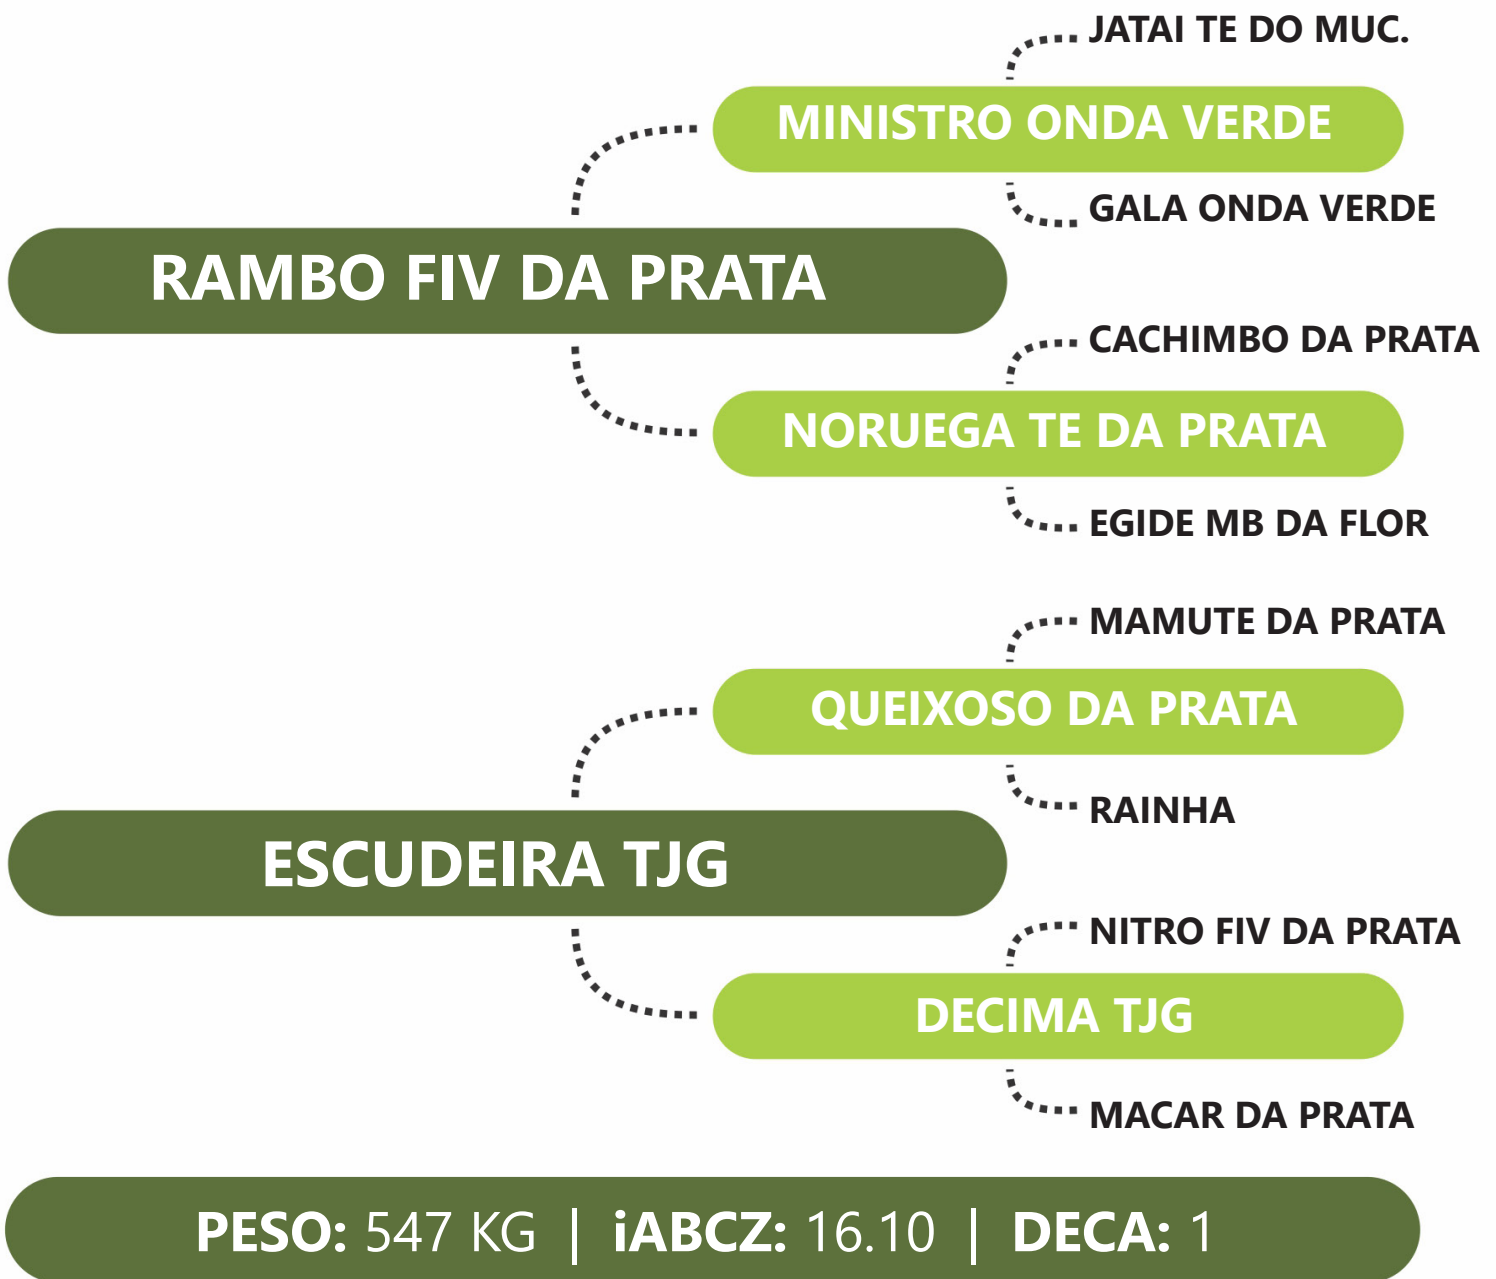 JATAI TE DO MUC.
MINISTRO ONDA VERDE
GALA ONDA VERDE
RAMBO FIV DA PRATA
CACHIMBO DA PRATA
NORUEGA TE DA PRATA
EGIDE MB DA FLOR
MAMUTE DA PRATA
QUEIXOSO DA PRATA
RAINHA
ESCUDEIRA TJG
NITRO FIV DA PRATA
DECIMA TJG
MACAR DA PRATA
PESO: 547 KG | iABCZ: 16.10 | DECA: 1